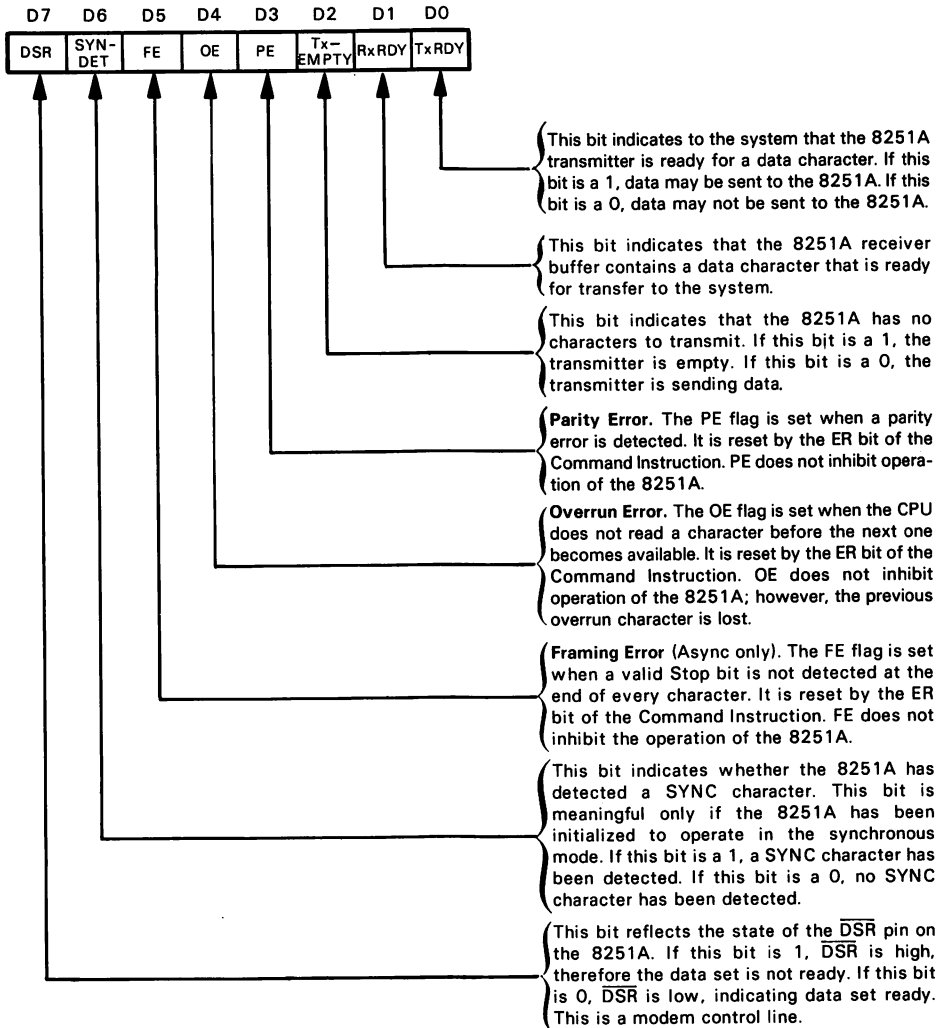 D7 D6 D5 D4 D3 D2 D1 D0
DSR SYN-DET FE OE PE Tx-EMPTY RxRDY TxRDY
This bit indicates to the system that the 8251A
transmitter is ready for a data character. If this
bit is a 1, data may be sent to the 8251A. If this
bit is a 0, data may not be sent to the 8251A.
This bit indicates that the 8251A receiver
buffer contains a data character that is ready
for transfer to the system.
This bit indicates that the 8251A has no
characters to transmit. If this bit is a 1, the
transmitter is empty. If this bit is a 0, the
transmitter is sending data.
Parity Error. The PE flag is set when a parity
error is detected. It is reset by the ER bit of the
Command Instruction. PE does not inhibit opera-
tion of the 8251A.
Overrun Error. The OE flag is set when the CPU
does not read a character before the next one
becomes available. It is reset by the ER bit of the
Command Instruction. OE does not inhibit
operation of the 8251A; however, the previous
overrun character is lost.
Framing Error (Async only). The FE flag is set
when a valid Stop bit is not detected at the
end of every character. It is reset by the ER
bit of the Command Instruction. FE does not
inhibit the operation of the 8251A.
This bit indicates whether the 8251A has
detected a SYNC character. This bit is
meaningful only if the 8251A has been
initialized to operate in the synchronous
mode. If this bit is a 1, a SYNC character has
been detected. If this bit is a 0, no SYNC
character has been detected.
This bit reflects the state of the D̅S̅R̅ pin on
the 8251A. If this bit is 1, D̅S̅R̅ is high,
therefore the data set is not ready. If this bit
is 0, D̅S̅R̅ is low, indicating data set ready.
This is a modem control line.